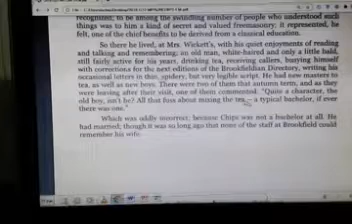 recognize; to be among the dwindling number of people who understood such
things was to him a kind of secret and valued freemasonry; it represented, he
felt, one of the chief benefits to be derived from a classical education.
So there he lived, at Mrs. Wickett's, with his quiet enjoyments of reading
and talking and remembering; an old man, white-haired and only a little bald,
still fairly active for his years, drinking tea, receiving callers, busying himself
with corrections for the next edition of the Brookfeldian Directory, writing his
occasional letters in thin, spidery, but very legible script. He had new masters to
tea, as well as new boys. There were two of them that autumn term, and as they
were leaving after their visit, one of them commented: "Quite a character, the
old boy, isn't he? All that fuss about mixing the tea—a typical bachelor, if ever
there was one."
Which was oddly incorrect; because Chips was not a bachelor at all. He
had married; though it was so long ago that none of the staff at Brookfield could
remember his wife.